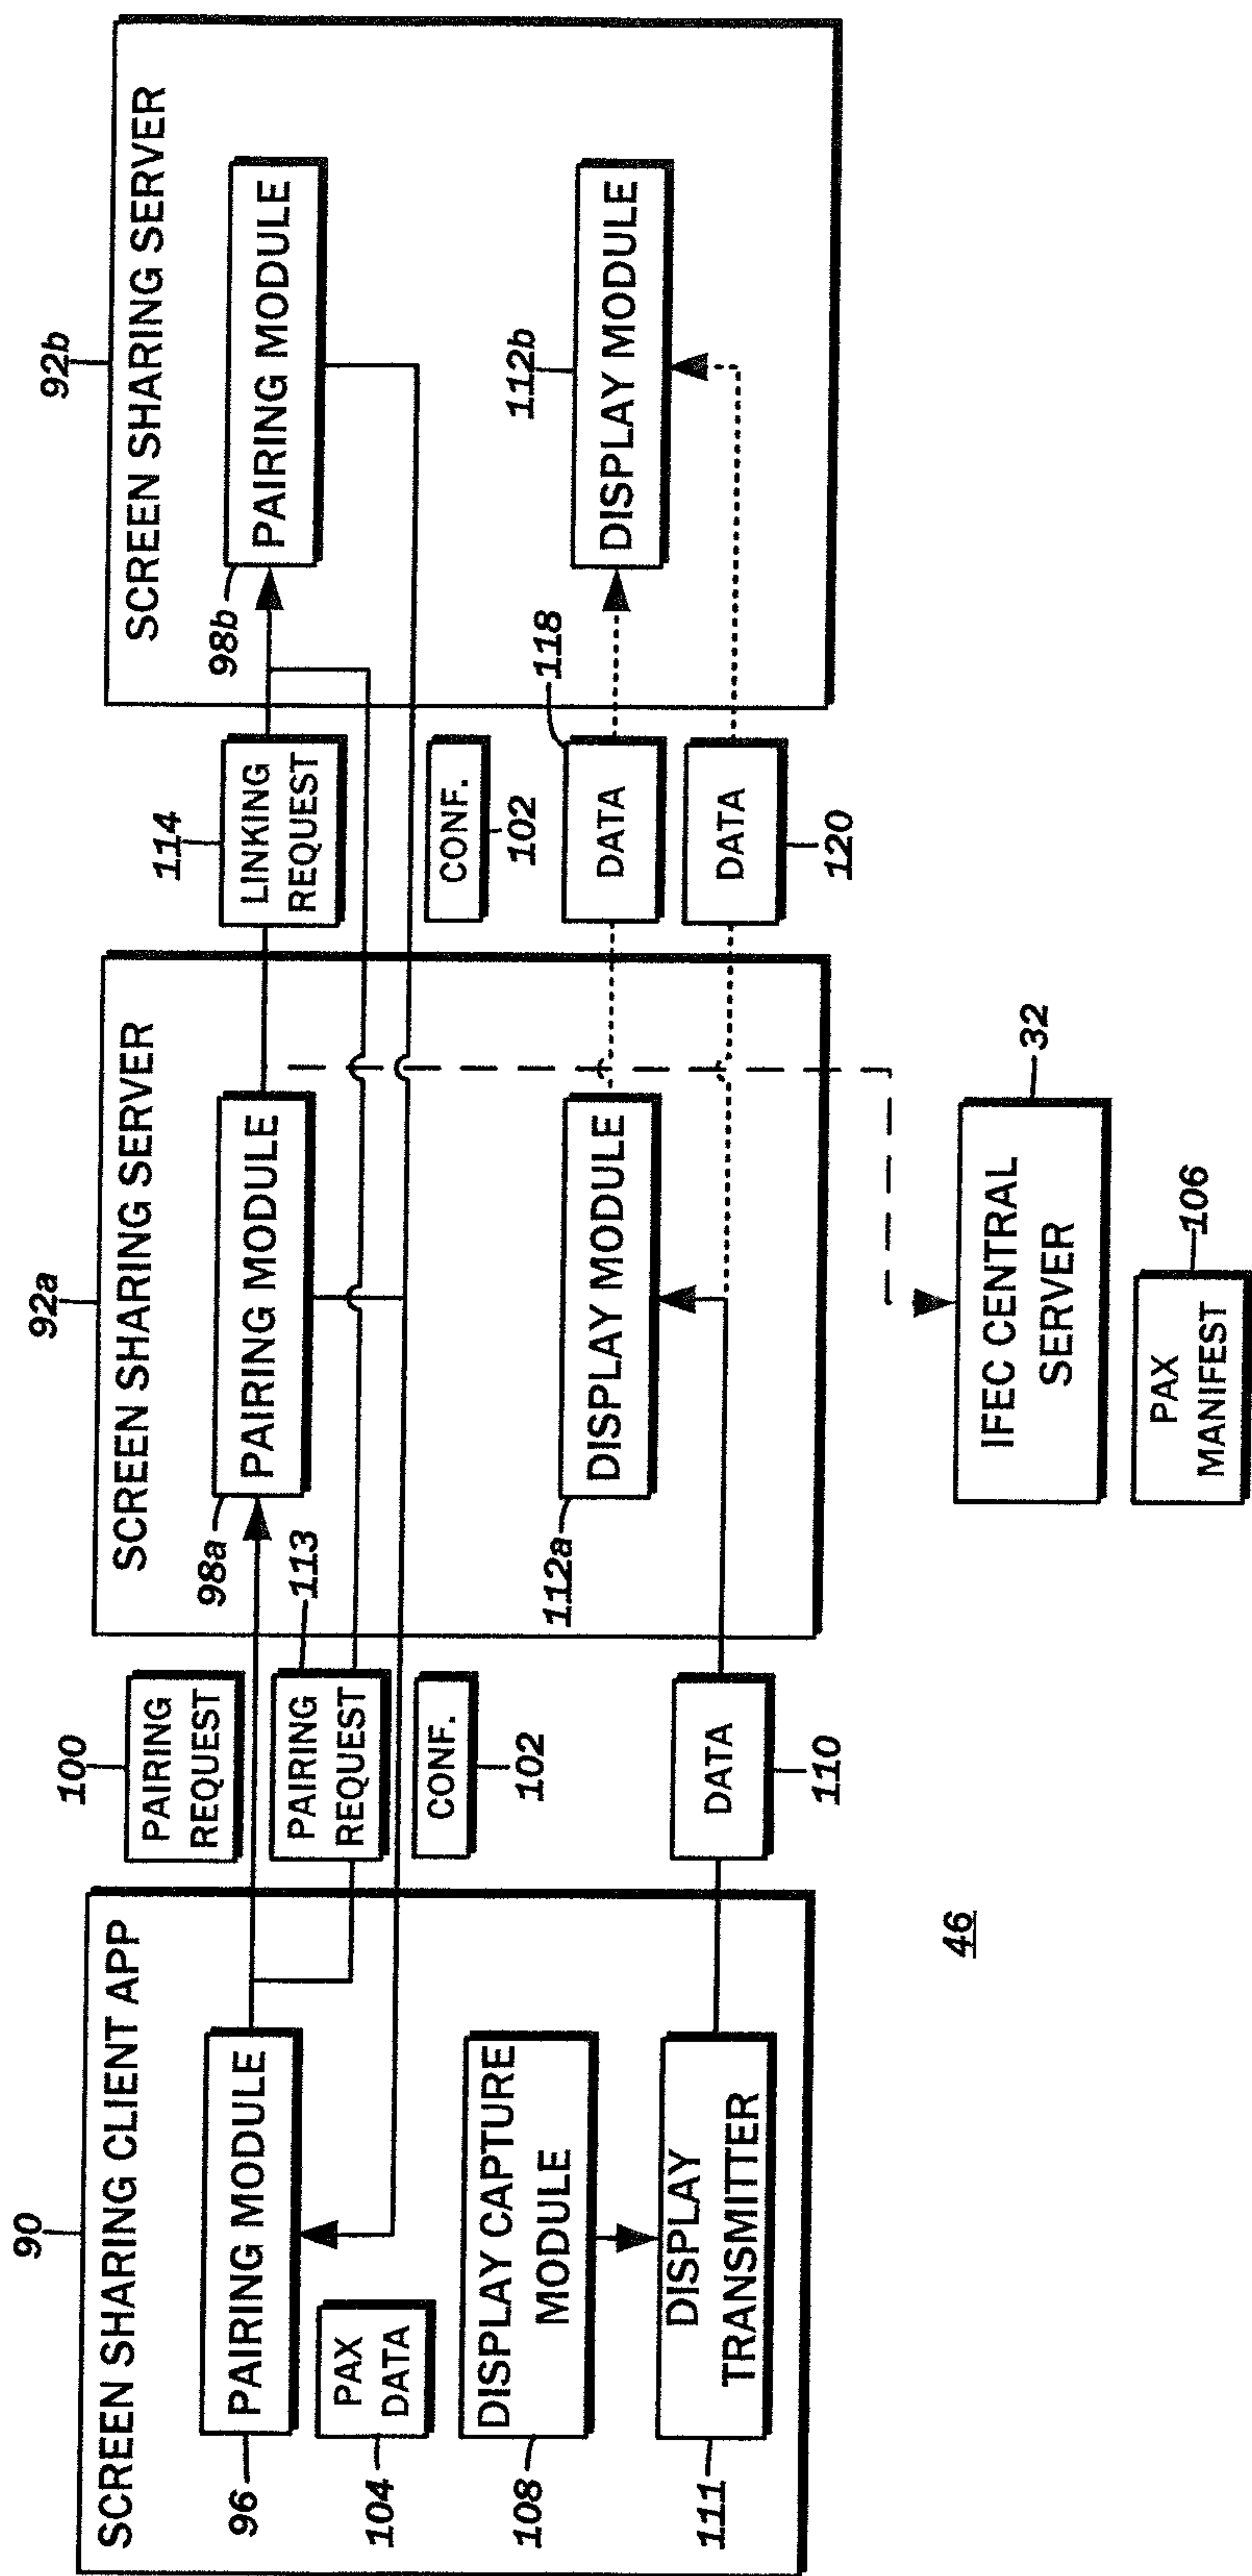 90
SCREEN SHARING CLIENT APP
96
PAIRING MODULE
104
PAX
DATA
108
DISPLAY CAPTURE
MODULE
111
DISPLAY
TRANSMITTER
100
PAIRING
REQUEST
113
PAIRING
REQUEST
CONF.
102
DATA
110
92a
SCREEN SHARING SERVER
98a
PAIRING MODULE
112a
DISPLAY MODULE
114
LINKING
REQUEST
CONF.
102
118
DATA
DATA
120
92b
SCREEN SHARING SERVER
98b
PAIRING MODULE
112b
DISPLAY MODULE
32
IFEC CENTRAL
SERVER
106
PAX
MANIFEST
46